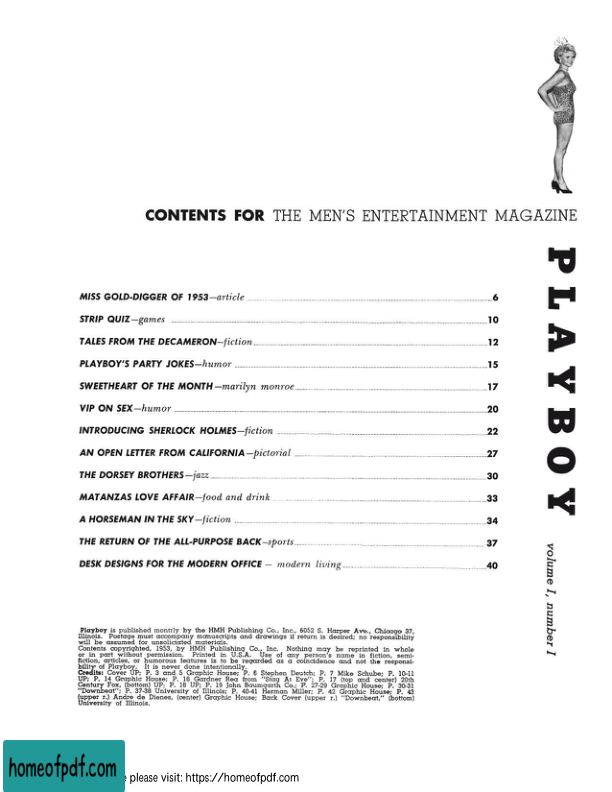 CONTENTS FOR THE MEN'S ENTERTAINMENT MAGAZINE
PLAYBOY
volume I, number 1
MISS GOLD-DIGGER OF 1953—article 6
STRIP QUIZ—games 10
TALES FROM THE DECAMERON—fiction 12
PLAYBOY'S PARTY JOKES—humor 15
SWEETHEART OF THE MONTH—marilyn monroe 17
VIP ON SEX—humor 20
INTRODUCING SHERLOCK HOLMES—fiction 22
AN OPEN LETTER FROM CALIFORNIA—pictorial 27
THE DORSEY BROTHERS—jazz 30
MATANZAS LOVE AFFAIR—food and drink 33
A HORSEMAN IN THE SKY—fiction 34
THE RETURN OF THE ALL-PURPOSE BACK—sports 37
DESK DESIGNS FOR THE MODERN OFFICE — modern living 40
Playboy is published monthly by the HMH Publishing Co., Inc., 6052 S. Harper Ave., Chicago 37,
Illinois. Postage must accompany manuscripts and drawings if return is desired; no responsibility
will be assumed for unsolicited materials.
Contents copyrighted, 1953, by HMH Publishing Co., Inc. Nothing may be reprinted in whole
or in part without permission. Printed in U.S.A. Use of any person's name in fiction, semi-
fiction, articles, or humorous features is to be regarded as a coincidence and not the responsi-
bility of Playboy. It is never done intentionally.
Credits: Cover UP; P. 3 and 5 Graphic House; P. 6 Stephen Deutch; P. 7 Mike Schube; P. 10-11
UP; P. 14 Graphic House; P. 16 Gardner Rea from "Stag At Eve"; P. 17 (top and center) 20th
Century Fox, (bottom) UP; P. 18 UP; P. 19 John Baumgarth Co.; P. 27-29 Graphic House; P. 30-31
"Downbeat"; P. 37-38 University of Illinois; P. 40-41 Herman Miller; P. 42 Graphic House; P. 43
(upper r.) Andre de Dienes, (center) Graphic House; Back Cover (upper r.) "Downbeat," (bottom)
University of Illinois.
homeofpdf.com
please visit: https://homeofpdf.com